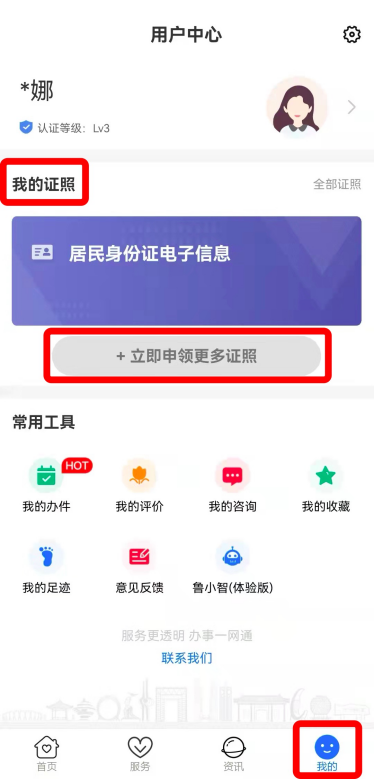 用户中心
*娜
认证等级：Lv3
我的证照
全部证照
居民身份证电子信息
+ 立即申领更多证照
常用工具
HOT
我的办件
我的评价
我的咨询
我的收藏
我的足迹
意见反馈
鲁小智(体验版)
服务更透明 办事一网通
联系我们
首页
服务
资讯
我的